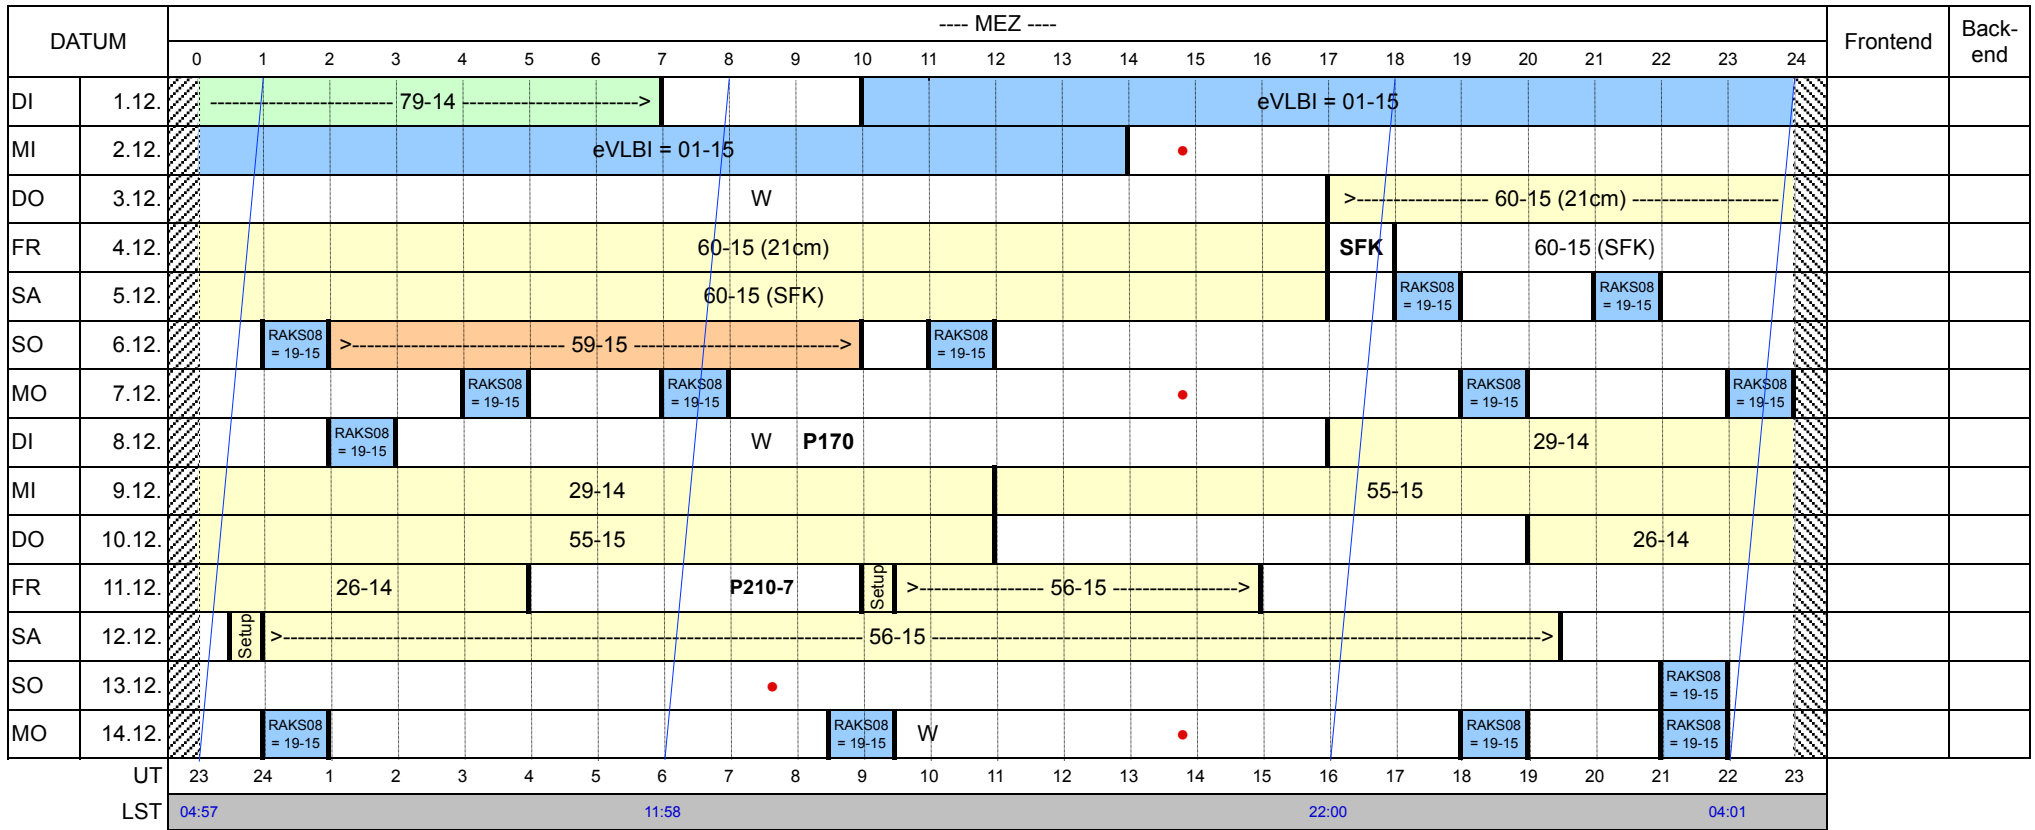 DATUM ---- MEZ ---- Frontend Back-
end
0 1 2 3 4 5 6 7 8 9 10 11 12 13 14 15 16 17 18 19 20 21 22 23 24
DI 1.12. ----------------------- 79-14 -----------------------> eVLBI = 01-15
MI 2.12. eVLBI = 01-15
DO 3.12. W >----------------- 60-15 (21cm) -------------------
FR 4.12. 60-15 (21cm) SFK 60-15 (SFK)
SA 5.12. 60-15 (SFK) RAKS08 RAKS08
= 19-15 = 19-15
SO 6.12. RAKS08 >--------------------------- 59-15 ---------------------------> RAKS08
= 19-15 = 19-15
MO 7.12. RAKS08 RAKS08 RAKS08 RAKS08
= 19-15 = 19-15 = 19-15 = 19-15
DI 8.12. RAKS08 W P170 29-14
= 19-15
MI 9.12. 29-14 55-15
DO 10.12. 55-15 26-14
FR 11.12. 26-14 P210-7 Setup >----------------- 56-15 ----------------->
SA 12.12. Setup >------------------------------------------------------------ 56-15 ------------------------------------------------------------>
SO 13.12. RAKS08
= 19-15
MO 14.12. RAKS08 RAKS08 W RAKS08 RAKS08
= 19-15 = 19-15 = 19-15 = 19-15
UT 23 24 1 2 3 4 5 6 7 8 9 10 11 12 13 14 15 16 17 18 19 20 21 22 23
LST 04:57 11:58 22:00 04:01